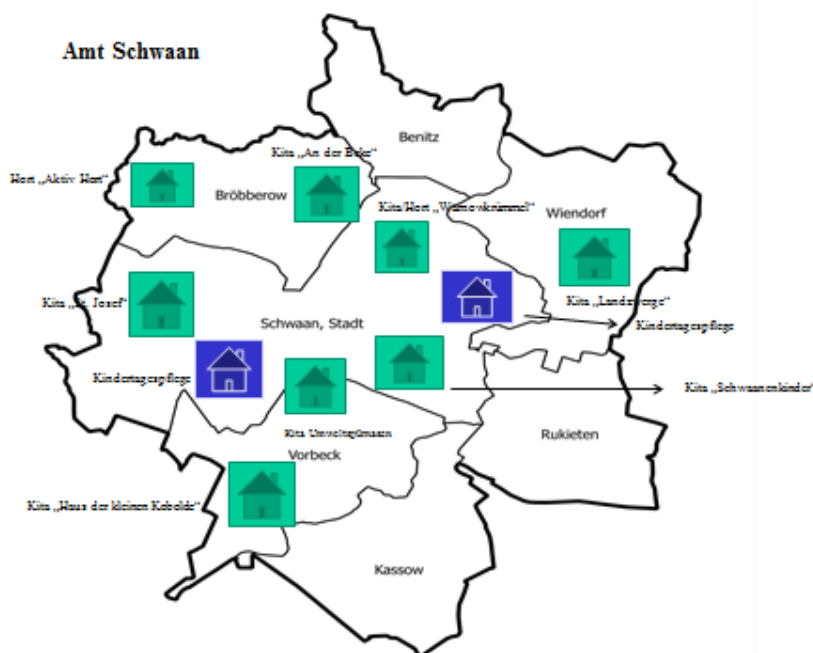 Amt Schwaan
Benitz
Kita „An der Beke“
Hort „Aktiv Hort“
Bröbberow
Kita/Hort „Warnowkrümmel“
Wiendorf
Kita „St. Josef“
Kita „Landzwerge“
Schwaan, Stadt
Kindertagespflege
Kindertagespflege
Kita „Schwaanenkinder“
Kita Umweltspürnasen
Rukieten
Vorbeck
Kita „Haus der kleinen Kobolde“
Kassow